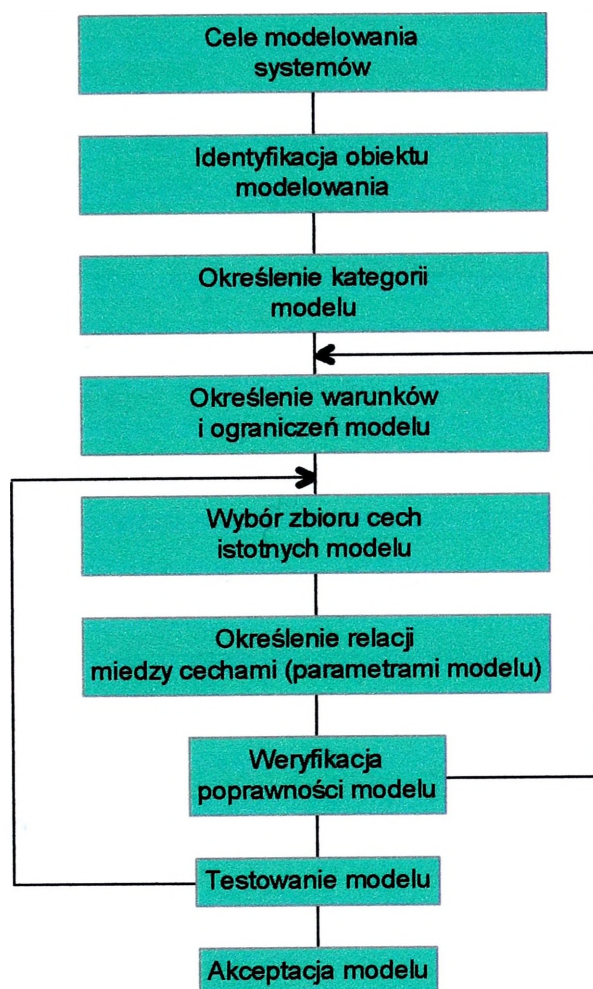 Cele modelowania
systemów
Identyfikacja obiektu
modelowania
Określenie kategorii
modelu
Określenie warunków
i ograniczeń modelu
Wybór zbioru cech
istotnych modelu
Określenie relacji
miedzy cechami (parametrami modelu)
Weryfikacja
poprawności modelu
Testowanie modelu
Akceptacja modelu